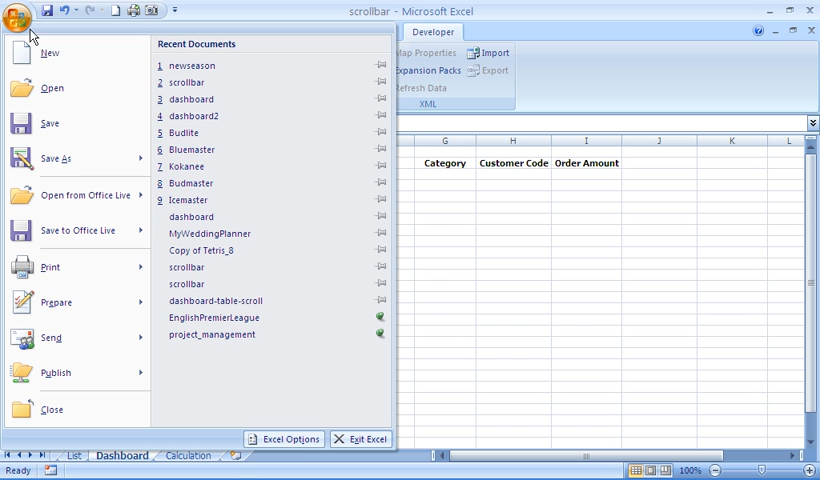 scrollbar - Microsoft Excel
Developer
Map Properties
Import
Expansion Packs
Export
Refresh Data
XML
New
Open
Save
Save As
Open from Office Live
Save to Office Live
Print
Prepare
Send
Publish
Close
Recent Documents
1 newseason
2 scrollbar
3 dashboard
4 dashboard2
5 Budlite
6 Bluemaster
7 Kokanee
8 Budmaster
9 Icemaster
dashboard
MyWeddingPlanner
Copy of Tetris_8
scrollbar
scrollbar
dashboard-table-scroll
EnglishPremierLeague
project_management
Excel Options
Exit Excel
G H I J K L
Category Customer Code Order Amount
List Dashboard Calculation
Ready
100%